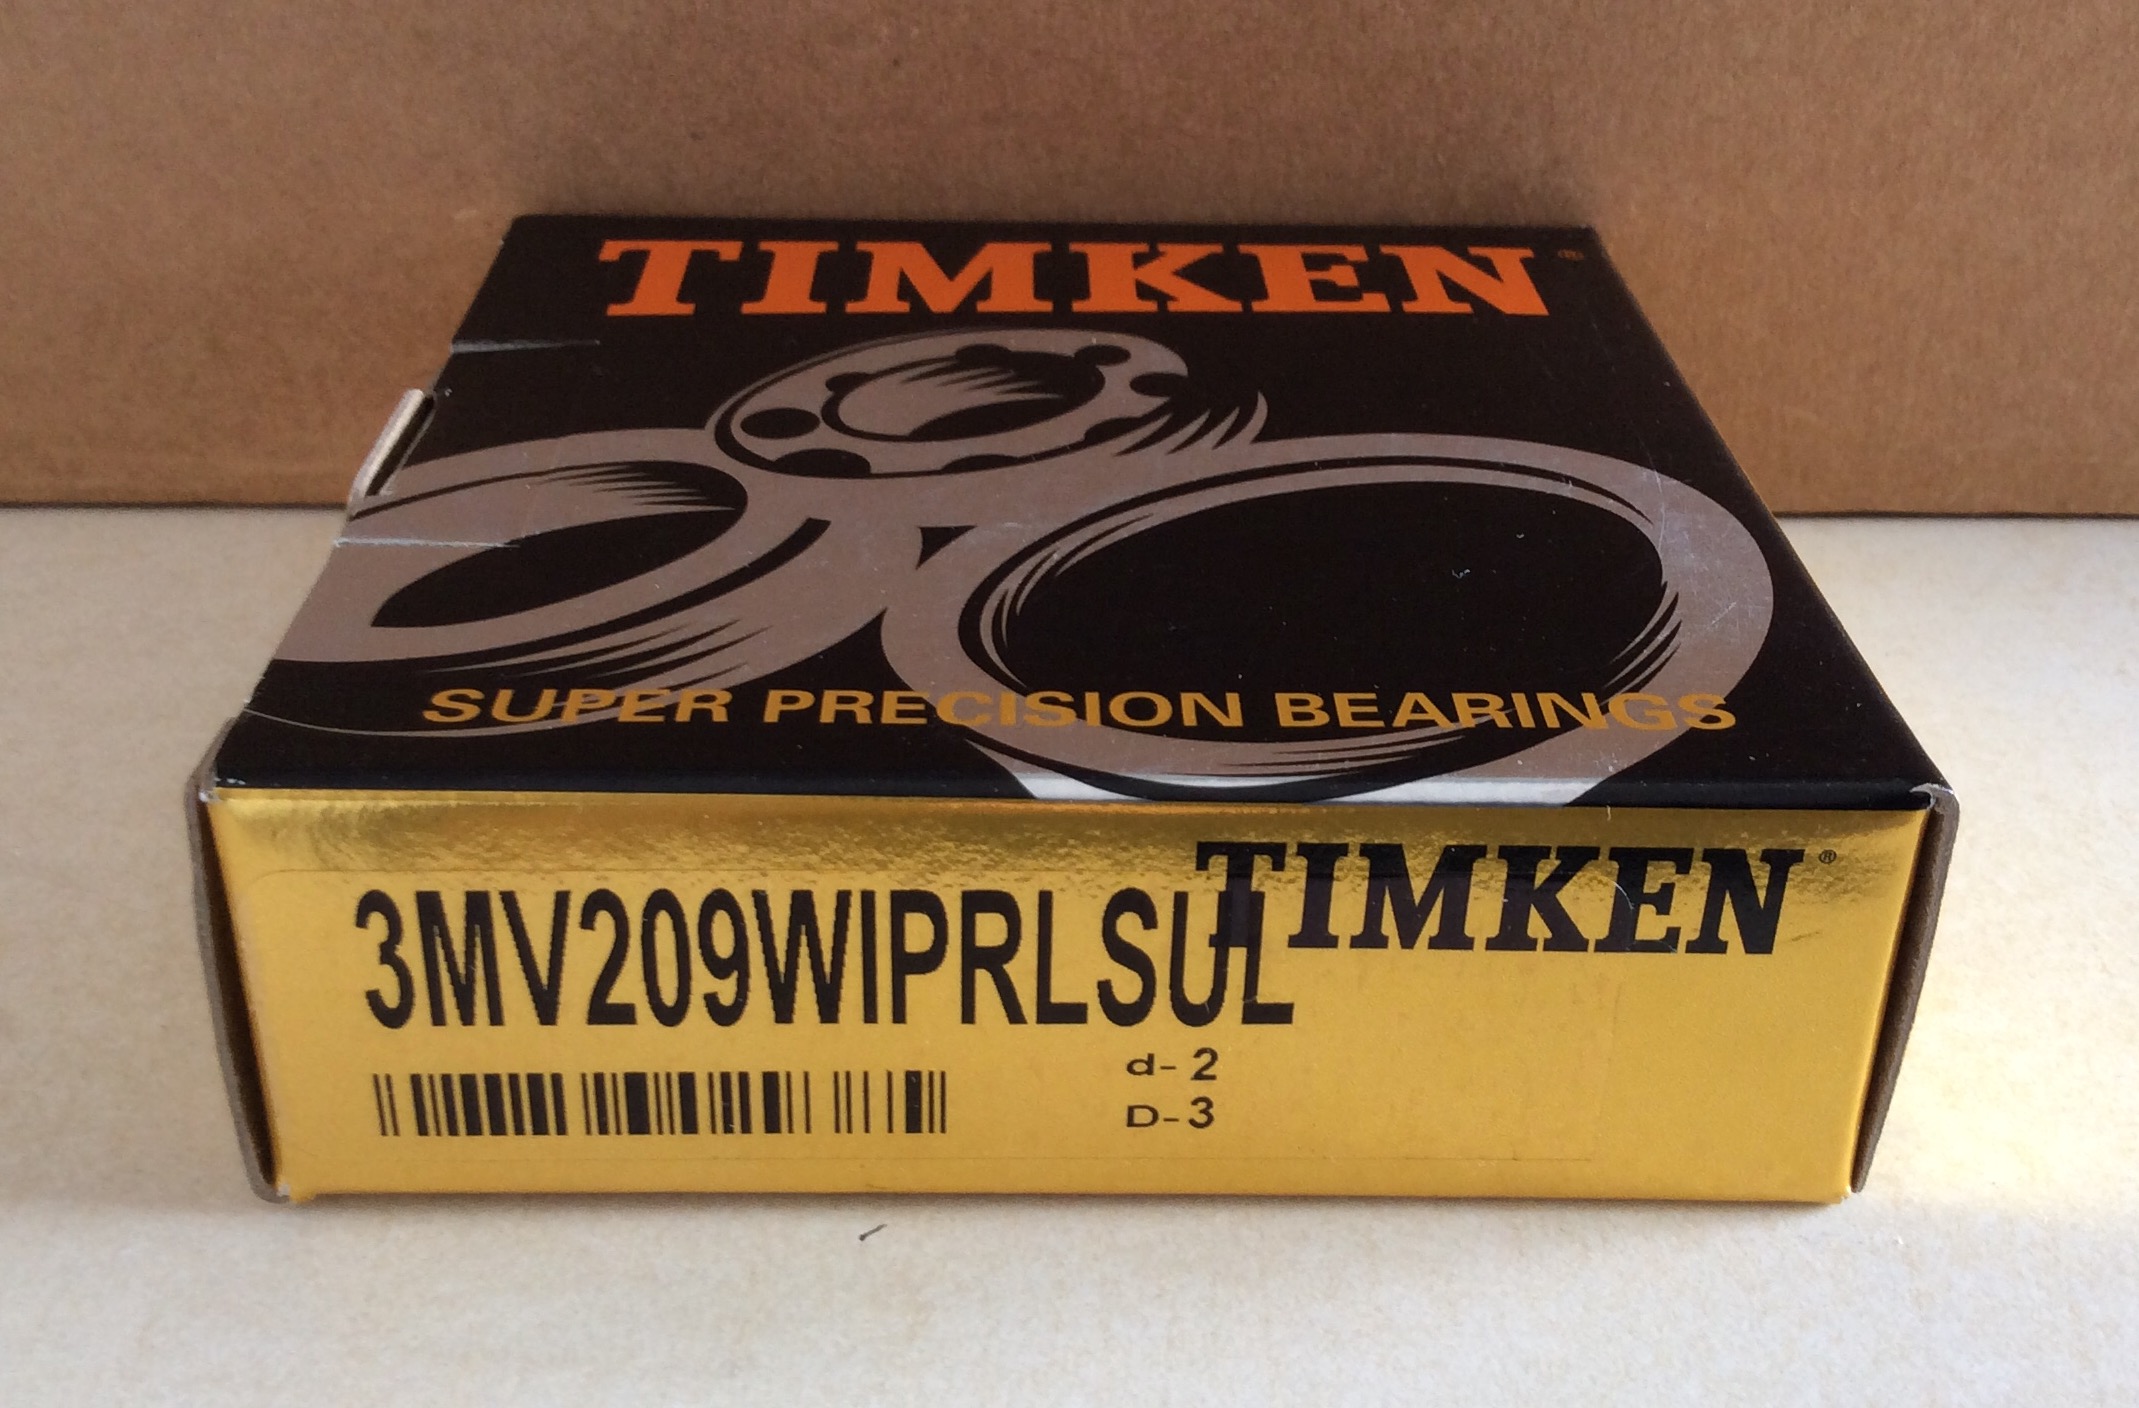 TIMKEN®
SUPER PRECISION BEARINGS
TIMKEN®
3MV209WIPRLSUL
d-2
D-3